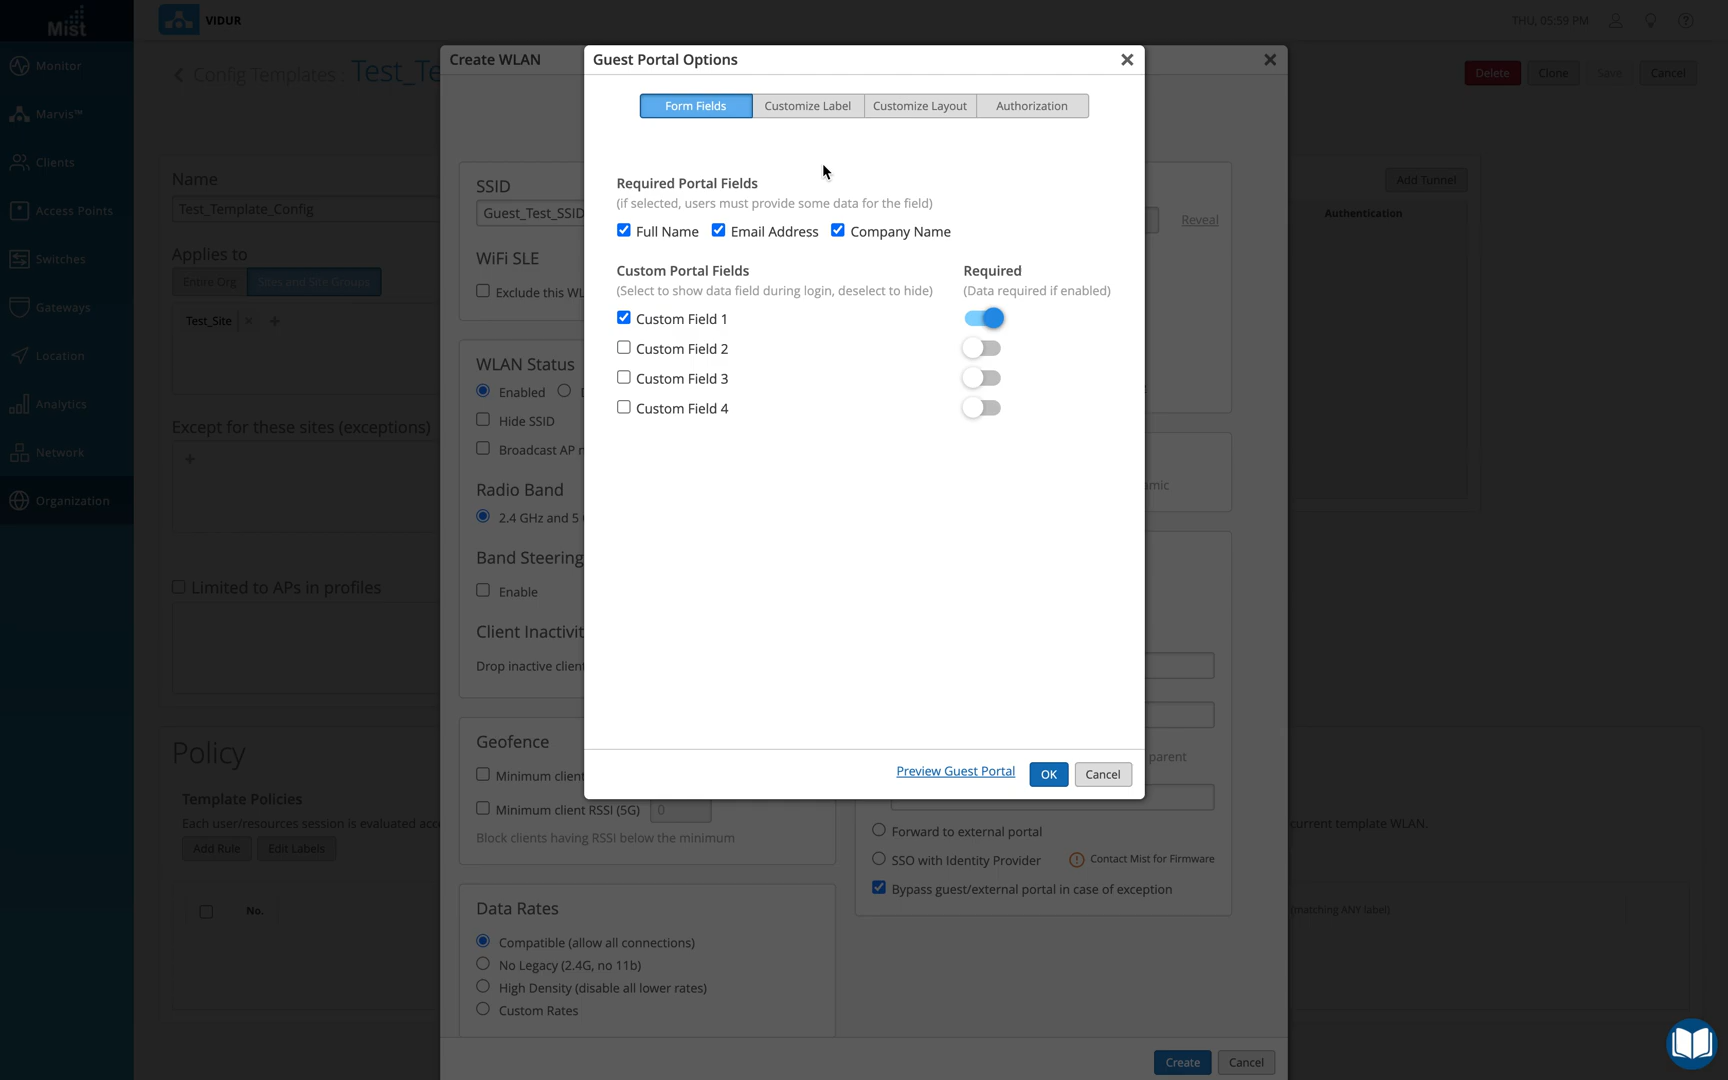 Mist
VIDUR
THU, 05:59 PM
Monitor
Marvis™
Clients
Access Points
Switches
Gateways
Location
Analytics
Network
Organization
Config Templates :
Test_Te
Delete
Clone
Save
Cancel
Name
Test_Template_Config
Applies to
Entire Org
Sites and Site Groups
Test_Site
Except for these sites (exceptions)
Limited to APs in profiles
Add Tunnel
Authentication
Policy
Template Policies
Each user/resources session is evaluated acc
current template WLAN.
Add Rule
Edit Labels
No.
(matching ANY label)
Create WLAN
SSID
Guest_Test_SSID
Reveal
WiFi SLE
Exclude this WL
WLAN Status
Enabled
Hide SSID
Broadcast AP n
Radio Band
2.4 GHz and 5
Band Steering
Enable
Client Inactivit
Drop inactive client
Geofence
Minimum client
Minimum client RSSI (5G)
0
Block clients having RSSI below the minimum
Data Rates
Compatible (allow all connections)
No Legacy (2.4G, no 11b)
High Density (disable all lower rates)
Custom Rates
amic
parent
Forward to external portal
SSO with Identity Provider
Contact Mist for Firmware
Bypass guest/external portal in case of exception
Create
Cancel
Guest Portal Options
Form Fields
Customize Label
Customize Layout
Authorization
Required Portal Fields
(if selected, users must provide some data for the field)
Full Name
Email Address
Company Name
Custom Portal Fields
Required
(Select to show data field during login, deselect to hide)
(Data required if enabled)
Custom Field 1
Custom Field 2
Custom Field 3
Custom Field 4
Preview Guest Portal
OK
Cancel